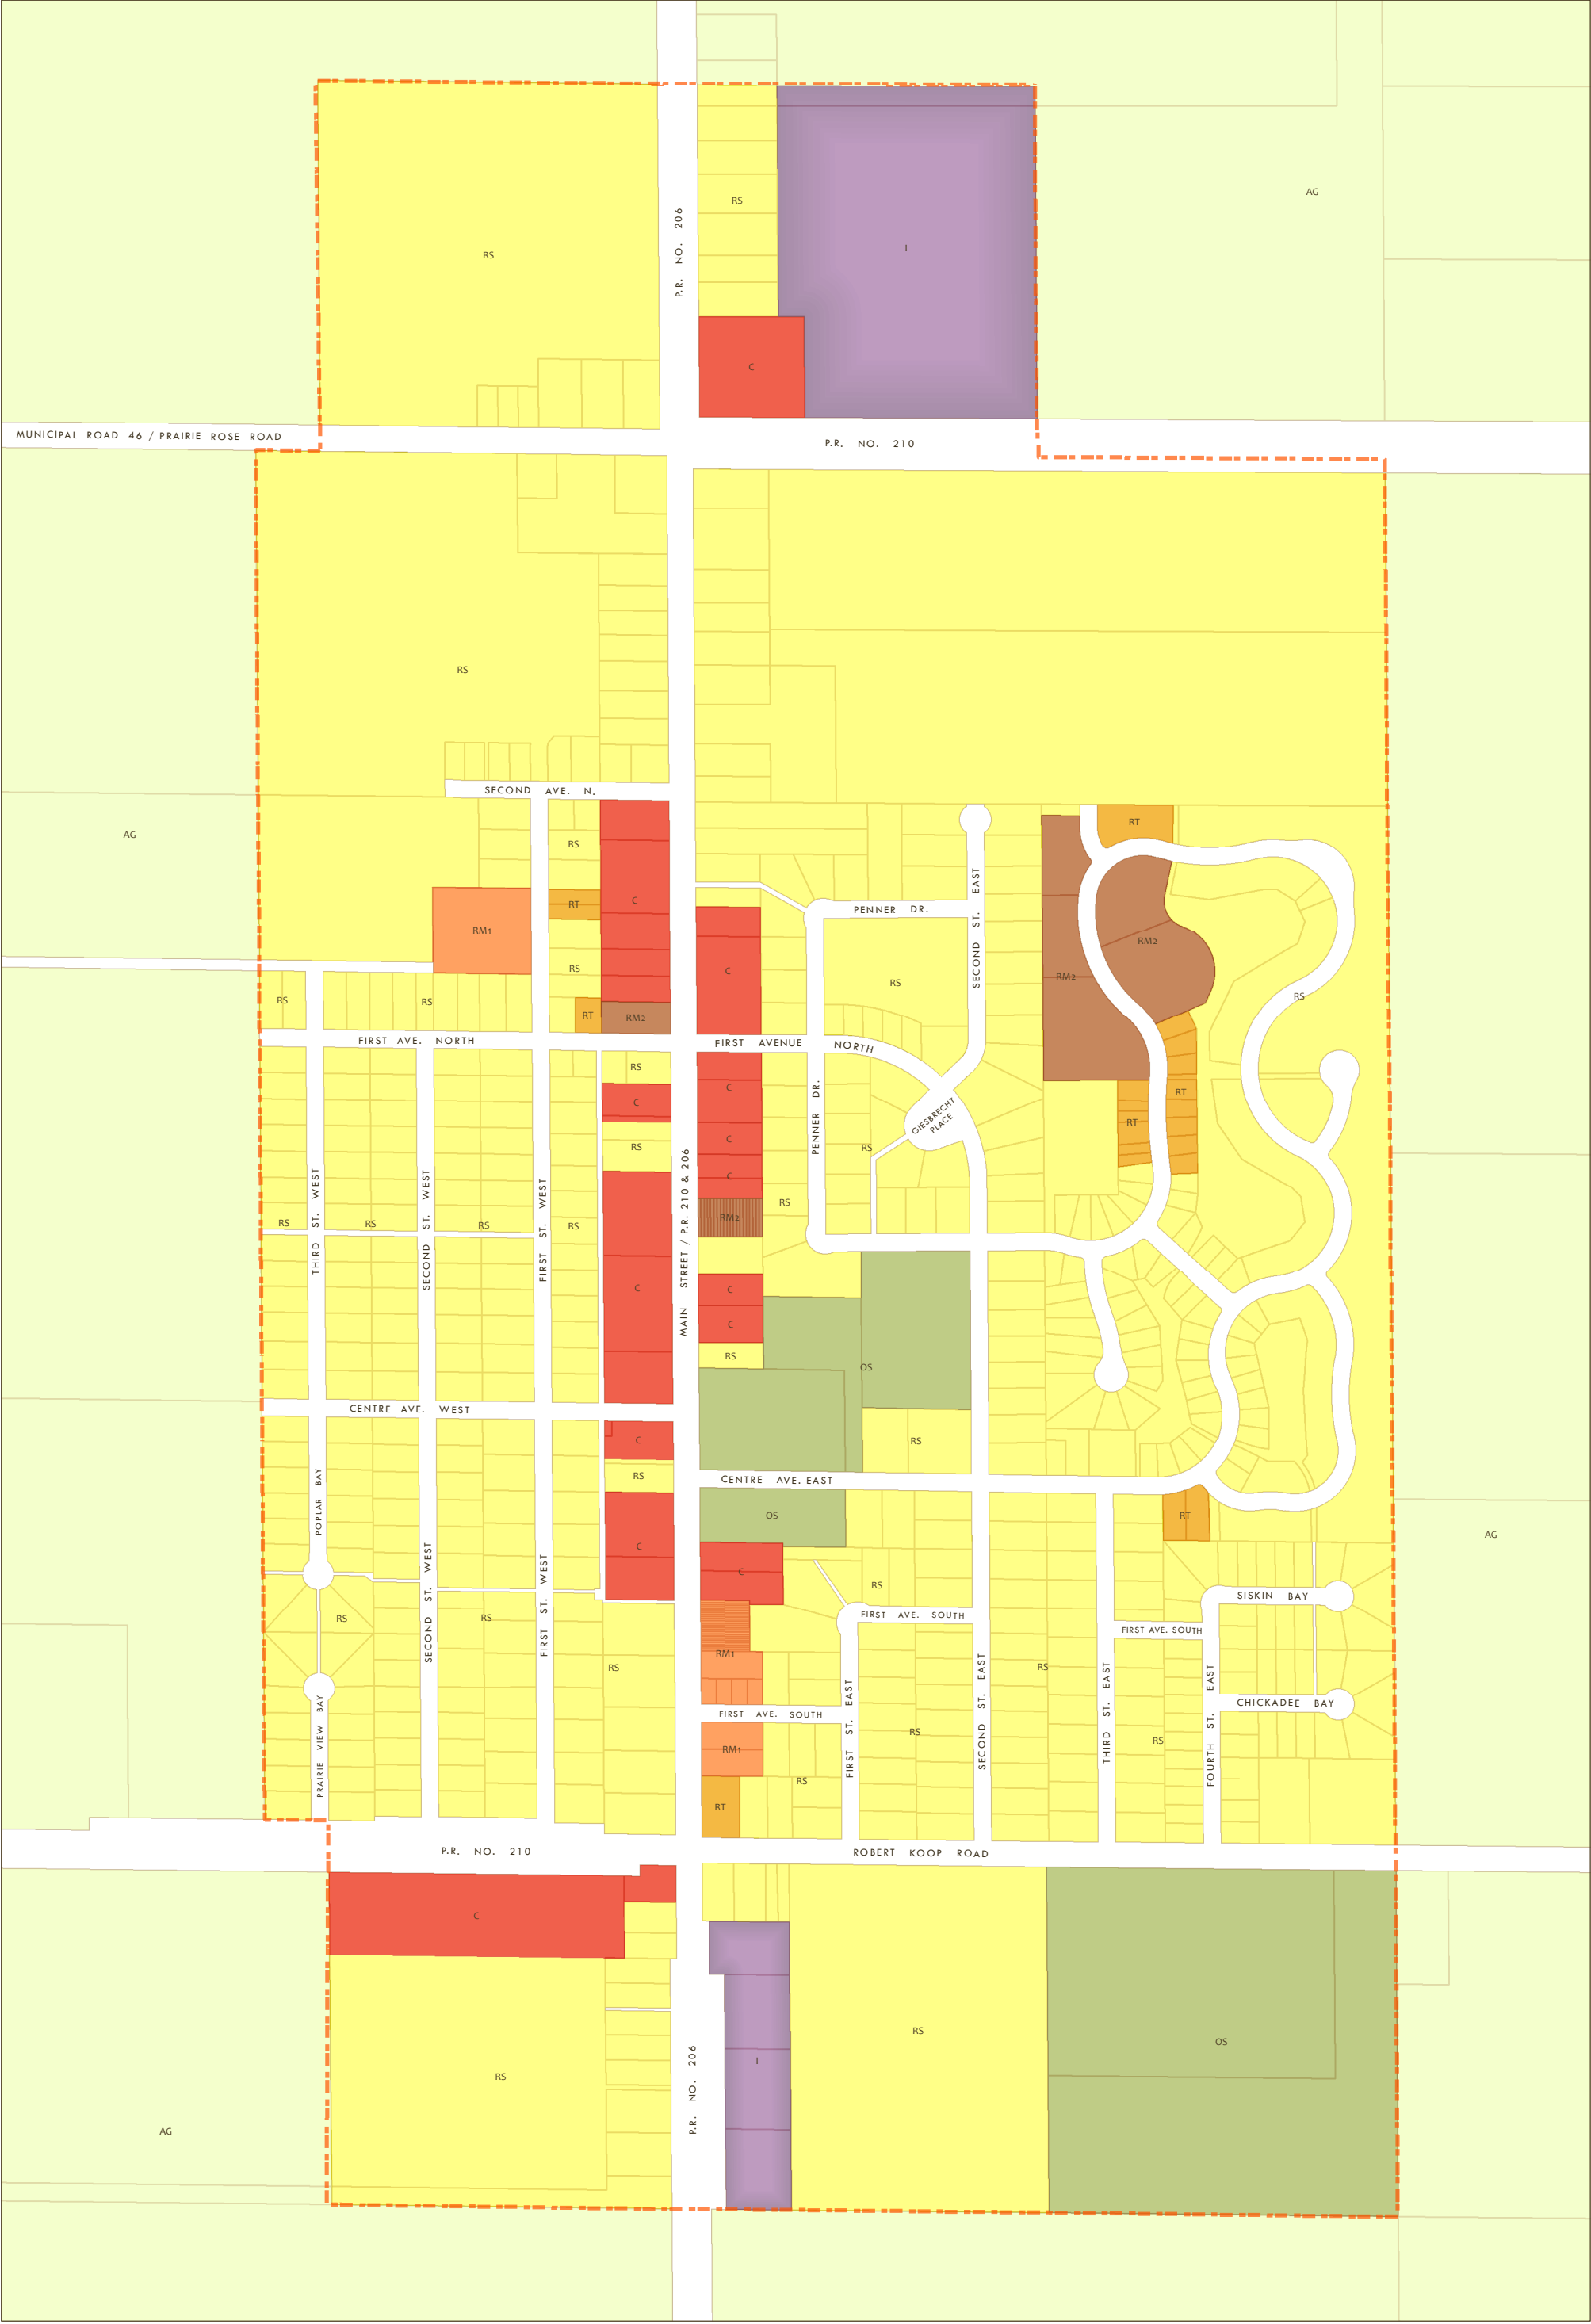 AG
RS
P.R. NO. 206
RS
I
C
MUNICIPAL ROAD 46 / PRAIRIE ROSE ROAD
P.R. NO. 210
RS
SECOND AVE. N.
AG
RS
RT
C
RM1
RS
RT
RM2
RS
RS
C
PENNER DR.
SECOND ST. EAST
RS
RT
RM2
RM2
RS
FIRST AVE. NORTH
FIRST AVENUE
NORTH
RS
C
RS
C
C
C
RM2
PENNER DR.
GIESBRECHT
PLACE
RS
RS
RT
RT
THIRD ST. WEST
SECOND ST. WEST
FIRST ST. WEST
MAIN STREET / P.R. 210 & 206
RS
RS
RS
RS
C
C
C
RS
OS
RS
CENTRE AVE. WEST
C
RS
C
CENTRE AVE. EAST
OS
RT
AG
POPLAR BAY
SECOND ST. WEST
FIRST ST. WEST
C
RS
SISKIN BAY
FIRST AVE. SOUTH
FIRST AVE. SOUTH
RS
RS
RS
RM1
RS
CHICKADEE BAY
FIRST AVE. SOUTH
PRAIRIE VIEW BAY
RM1
RS
FIRST ST. EAST
RS
SECOND ST. EAST
THIRD ST. EAST
RS
FOURTH ST. EAST
RT
P.R. NO. 210
ROBERT KOOP ROAD
C
RS
OS
RS
P.R. NO. 206
I
AG